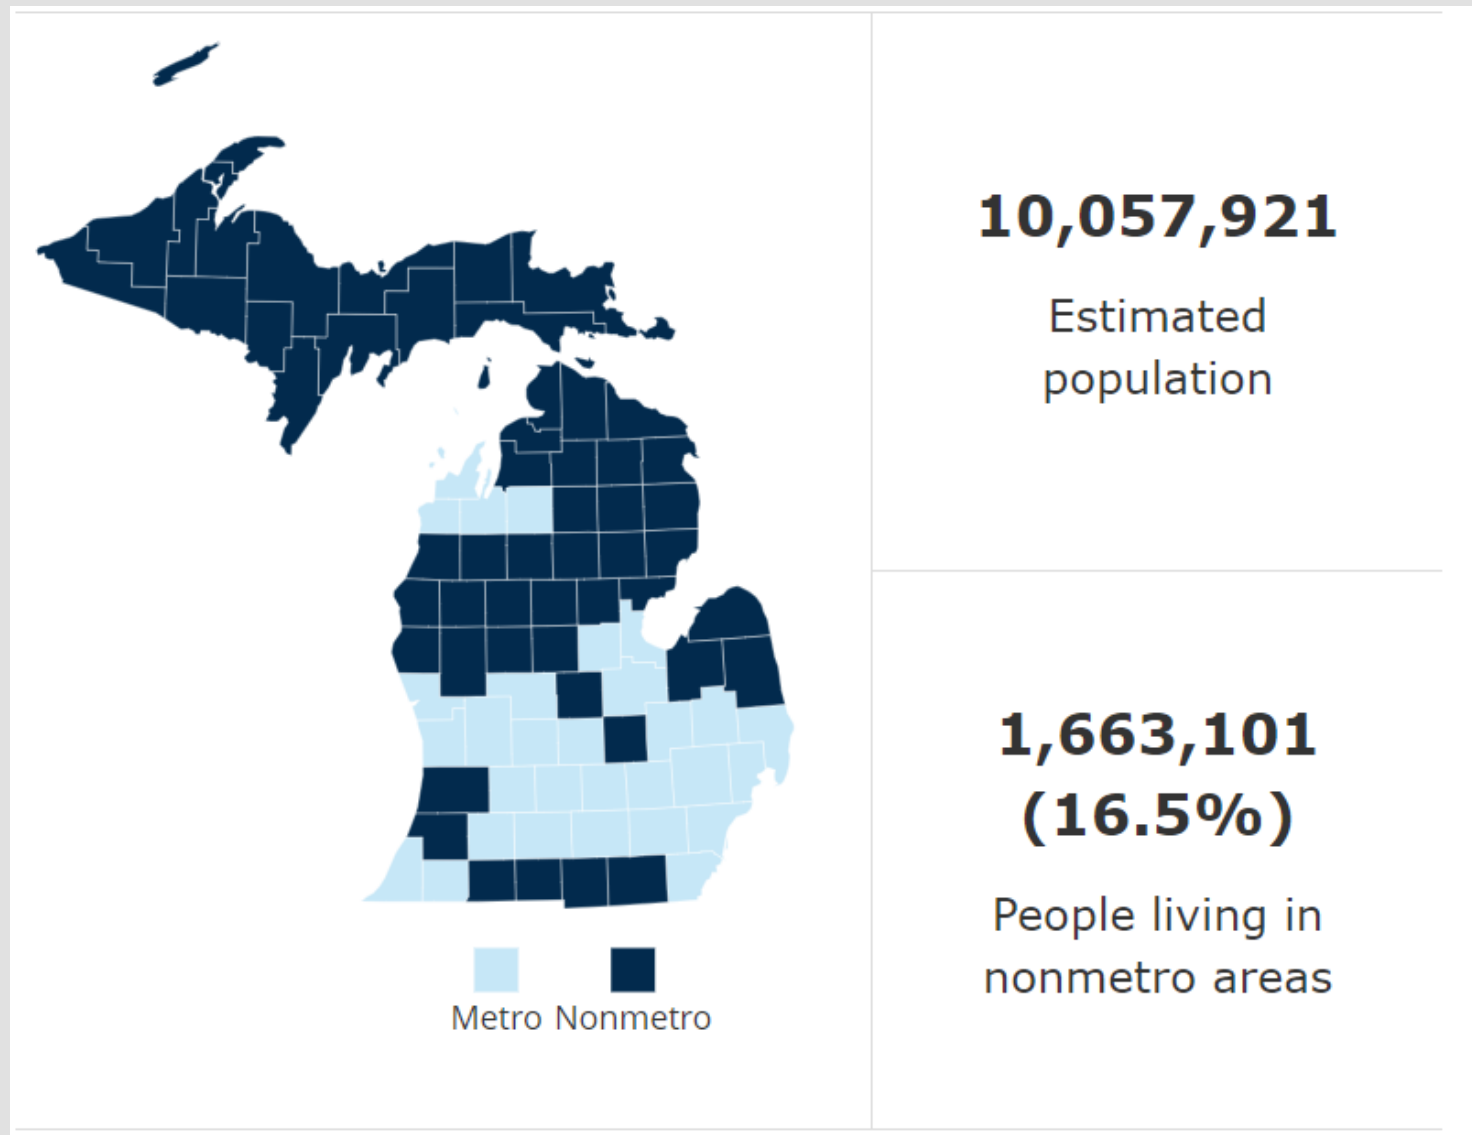 10,057,921
Estimated
population
1,663,101
(16.5%)
People living in
nonmetro areas
Metro Nonmetro